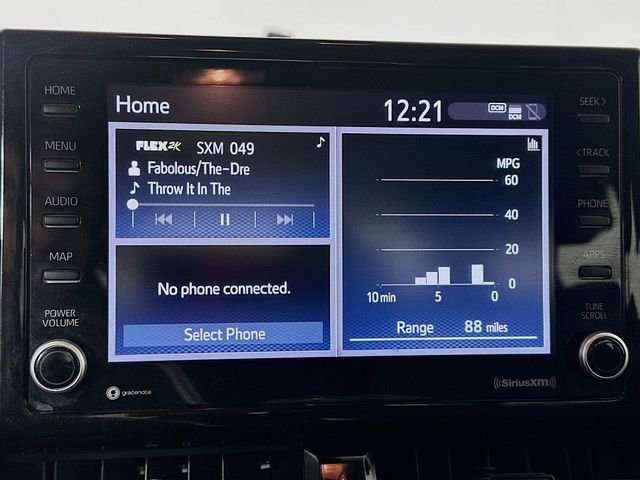 HOME
MENU
AUDIO
MAP
POWER
VOLUME
Home
12:21
DCM
DCM
FLEX2K SXM 049
Fabolous/The-Dre
Throw It In The
No phone connected.
Select Phone
MPG
60
40
20
0
10 min 5 0
Range 88 miles
SEEK >
< TRACK
PHONE
APPS
TUNE
SCROLL
gracenote
((SiriusXM))